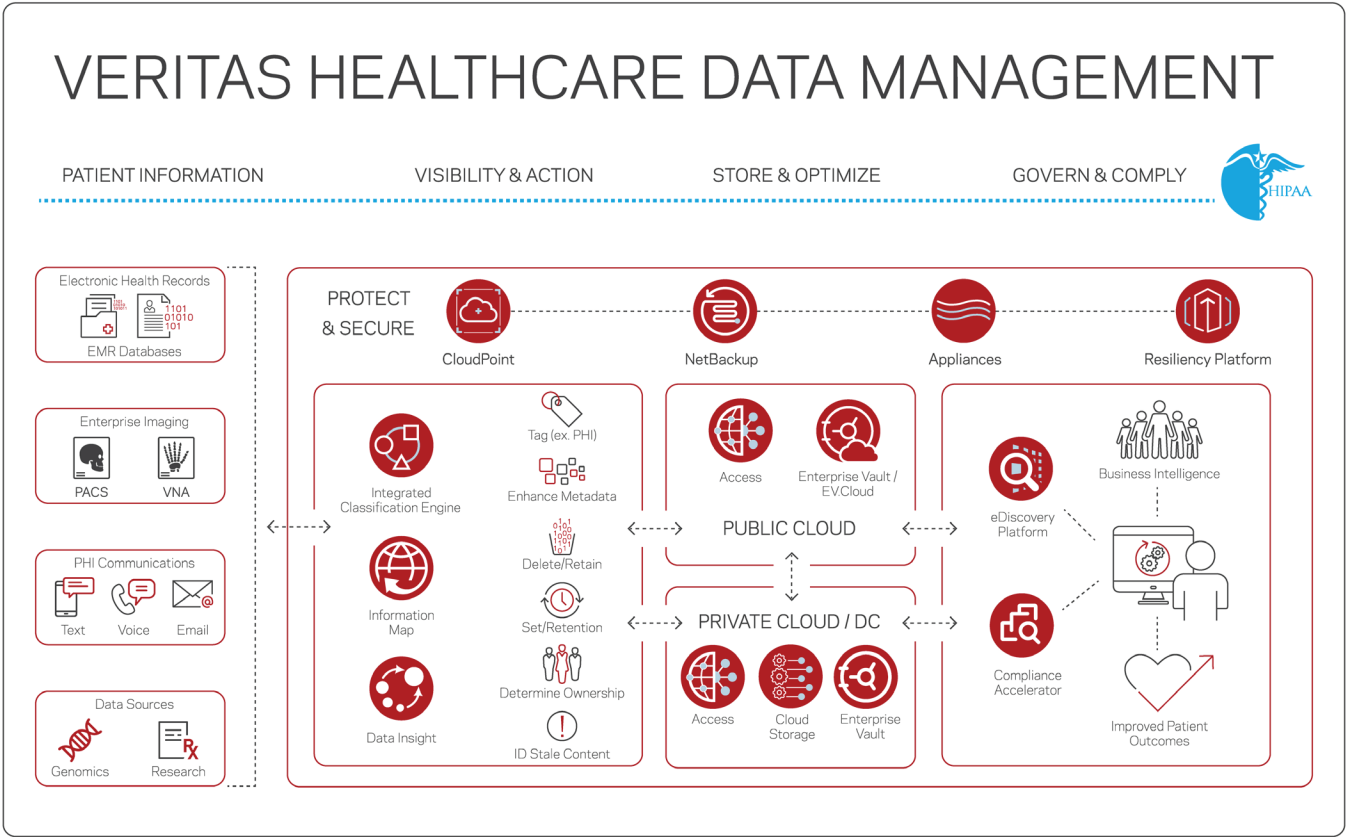 VERITAS HEALTHCARE DATA MANAGEMENT
PATIENT INFORMATION
VISIBILITY & ACTION
STORE & OPTIMIZE
GOVERN & COMPLY
HIPAA
Electronic Health Records
1101
01010
101
EMR Databases
Enterprise Imaging
PACS
VNA
PHI Communications
Text
Voice
Email
Data Sources
Genomics
Research
PROTECT
& SECURE
CloudPoint
NetBackup
Appliances
Resiliency Platform
Integrated
Classification Engine
Information
Map
Data Insight
Tag (ex. PHI)
Enhance Metadata
Delete/Retain
Set/Retention
Determine Ownership
ID Stale Content
Access
Enterprise Vault /
EV.Cloud
PUBLIC CLOUD
PRIVATE CLOUD / DC
Access
Cloud
Storage
Enterprise
Vault
eDiscovery
Platform
Compliance
Accelerator
Business Intelligence
Improved Patient
Outcomes